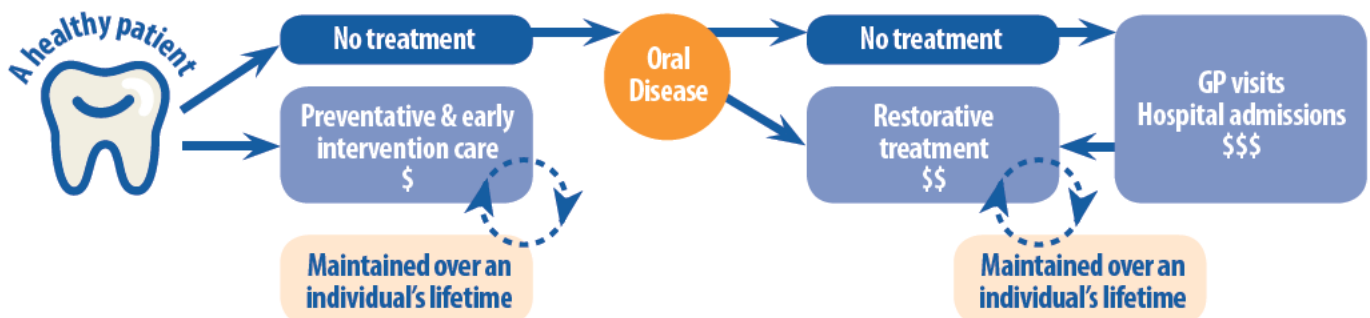 A healthy patient
No treatment
Preventative & early
intervention care
$
Maintained over an
individual's lifetime
Oral
Disease
No treatment
Restorative
treatment
$$
Maintained over an
individual's lifetime
GP visits
Hospital admissions
$$$